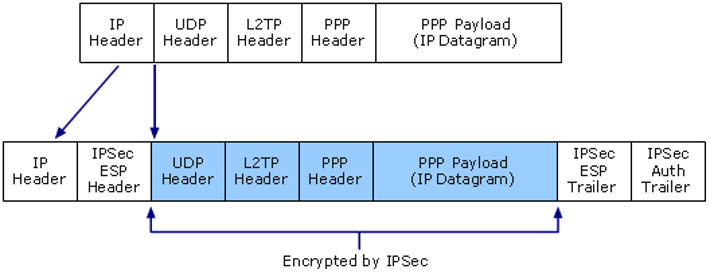 IP Header
UDP Header
L2TP Header
PPP Header
PPP Payload
(IP Datagram)
IP Header
IPSec ESP Header
UDP Header
L2TP Header
PPP Header
PPP Payload
(IP Datagram)
IPSec ESP Trailer
IPSec Auth Trailer
Encrypted by IPSec